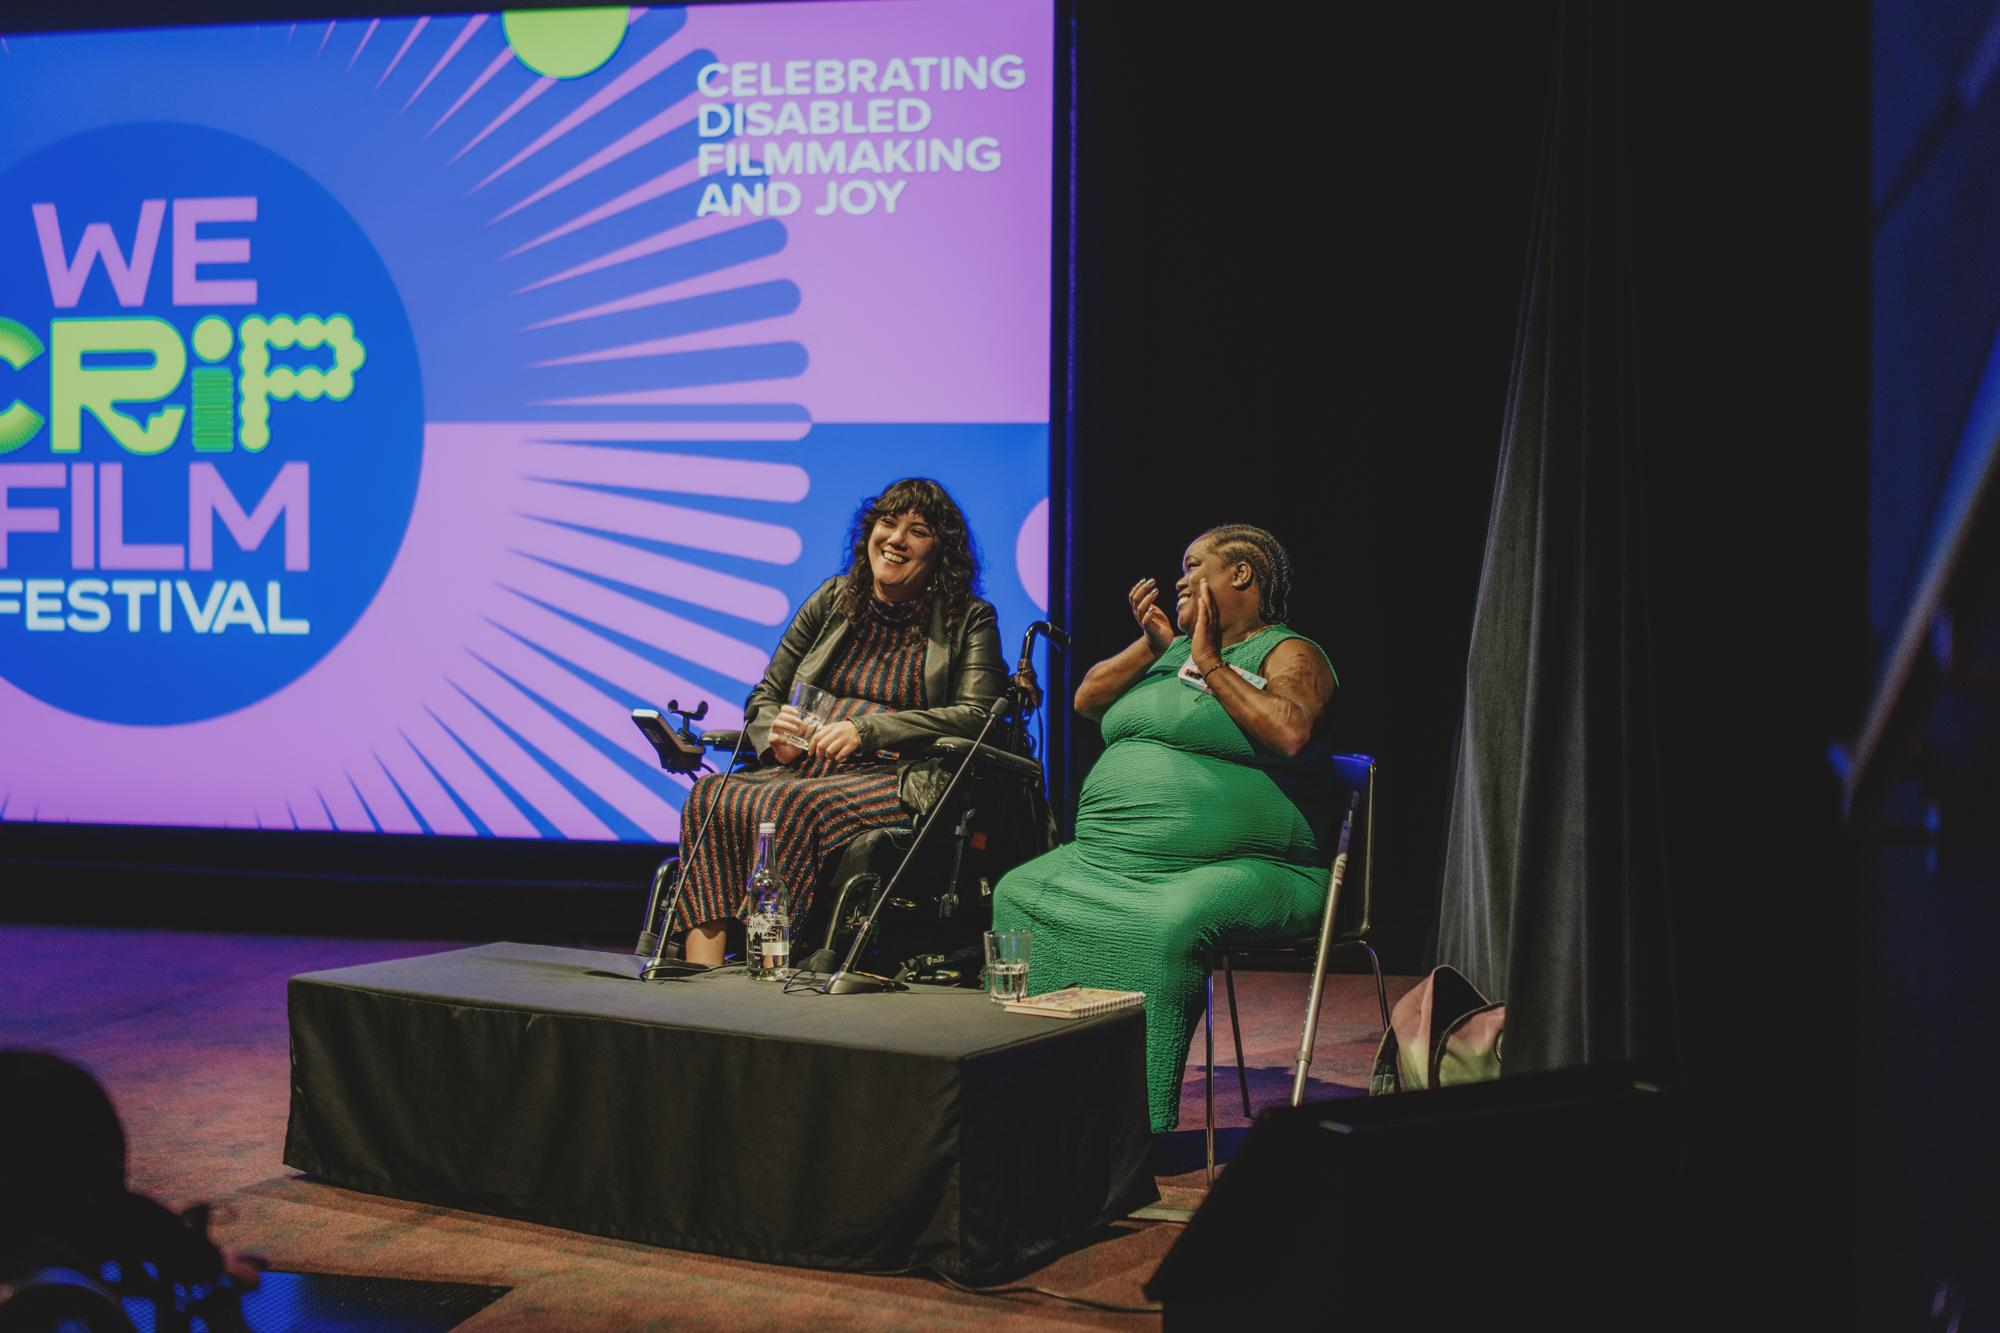 WE
CRiP
FILM
FESTIVAL
CELEBRATING
DISABLED
FILMMAKING
AND JOY